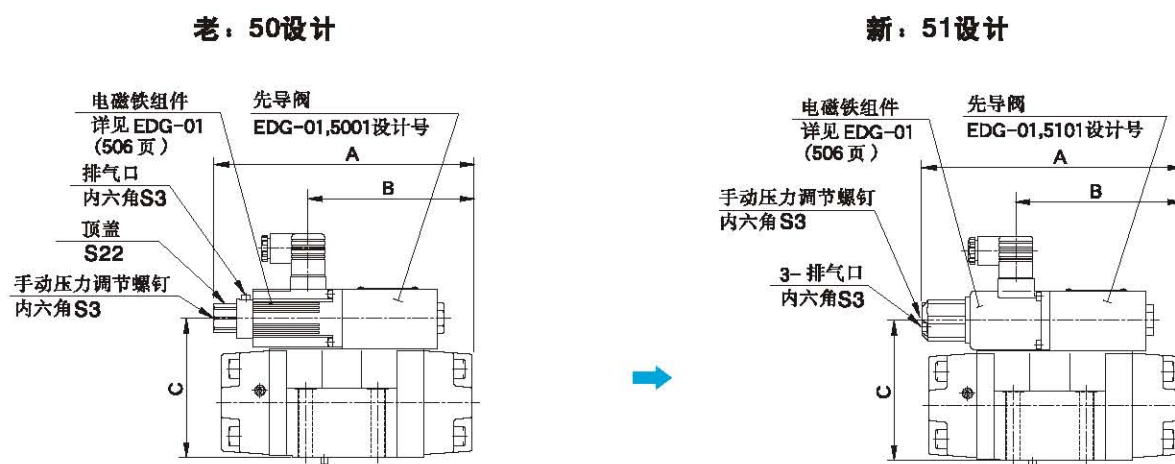 老：50设计
电磁铁组件
详见 EDG-01
(506 页)
先导阀
EDG-01,5001设计号
A
排气口
内六角S3
B
顶盖
S22
手动压力调节螺钉
内六角S3
C
新：51设计
电磁铁组件
详见 EDG-01
(506 页)
先导阀
EDG-01,5101设计号
A
手动压力调节螺钉
内六角S3
B
3-排气口
内六角S3
C